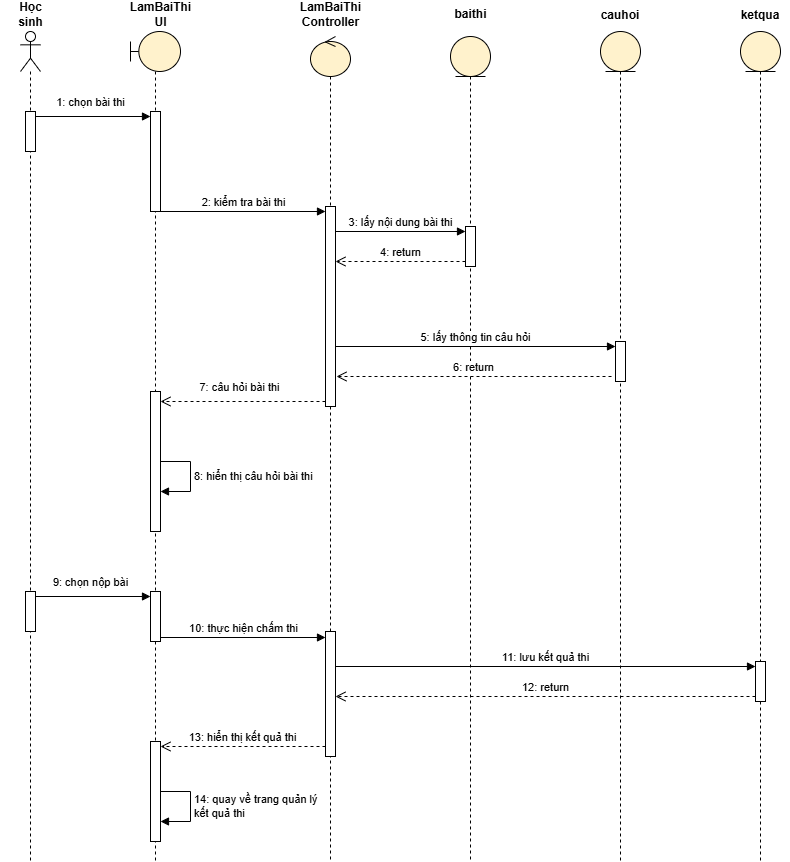 Học
sinh
LamBaiThi
UI
LamBaiThi
Controller
baithi
cauhoi
ketqua
1: chọn bài thi
2: kiểm tra bài thi
3: lấy nội dung bài thi
4: return
5: lấy thông tin câu hỏi
6: return
7: câu hỏi bài thi
8: hiển thị câu hỏi bài thi
9: chọn nộp bài
10: thực hiện chấm thi
11: lưu kết quả thi
12: return
13: hiển thị kết quả thi
14: quay về trang quản lý
kết quả thi